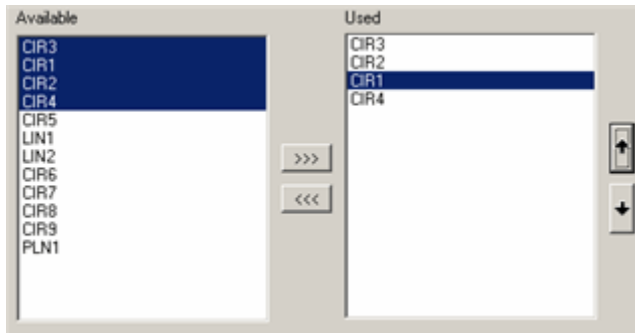 Available
CIR3
CIR1
CIR2
CIR4
CIR5
LIN1
LIN2
CIR6
CIR7
CIR8
CIR9
PLN1
>>>
<<<
Used
CIR3
CIR2
CIR1
CIR4